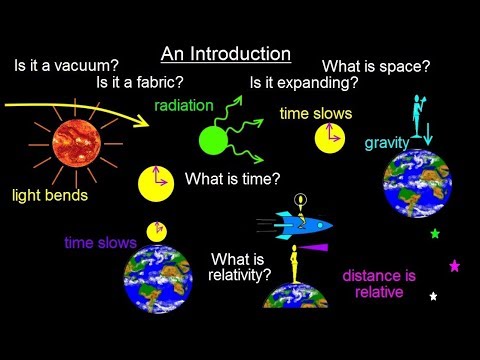 An Introduction
Is it a vacuum?
What is space?
Is it a fabric?
Is it expanding?
radiation
time slows
gravity
light bends
What is time?
time slows
What is
relativity?
distance is
relative